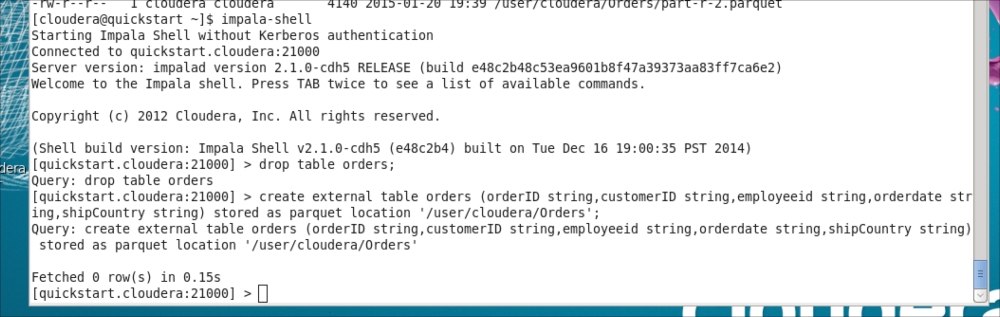 -rw-r--r--   1 cloudera cloudera       4140 2015-01-20 19:39 /user/cloudera/Orders/part-r-2.parquet
[cloudera@quickstart ~]$ impala-shell
Starting Impala Shell without Kerberos authentication
Connected to quickstart.cloudera:21000
Server version: impalad version 2.1.0-cdh5 RELEASE (build e48c2b48c53ea9601b8f47a39373aa83ff7ca6e2)
Welcome to the Impala shell. Press TAB twice to see a list of available commands.
Copyright (c) 2012 Cloudera, Inc. All rights reserved.
(Shell build version: Impala Shell v2.1.0-cdh5 (e48c2b4) built on Tue Dec 16 19:00:35 PST 2014)
[quickstart.cloudera:21000] > drop table orders;
dera
Query: drop table orders
[quickstart.cloudera:21000] > create external table orders (orderID string,customerID string,employeeid string,orderdate str
ing,shipCountry string) stored as parquet location '/user/cloudera/Orders';
Query: create external table orders (orderID string,customerID string,employeeid string,orderdate string,shipCountry string)
 stored as parquet location '/user/cloudera/Orders'
Fetched 0 row(s) in 0.15s
[quickstart.cloudera:21000] >